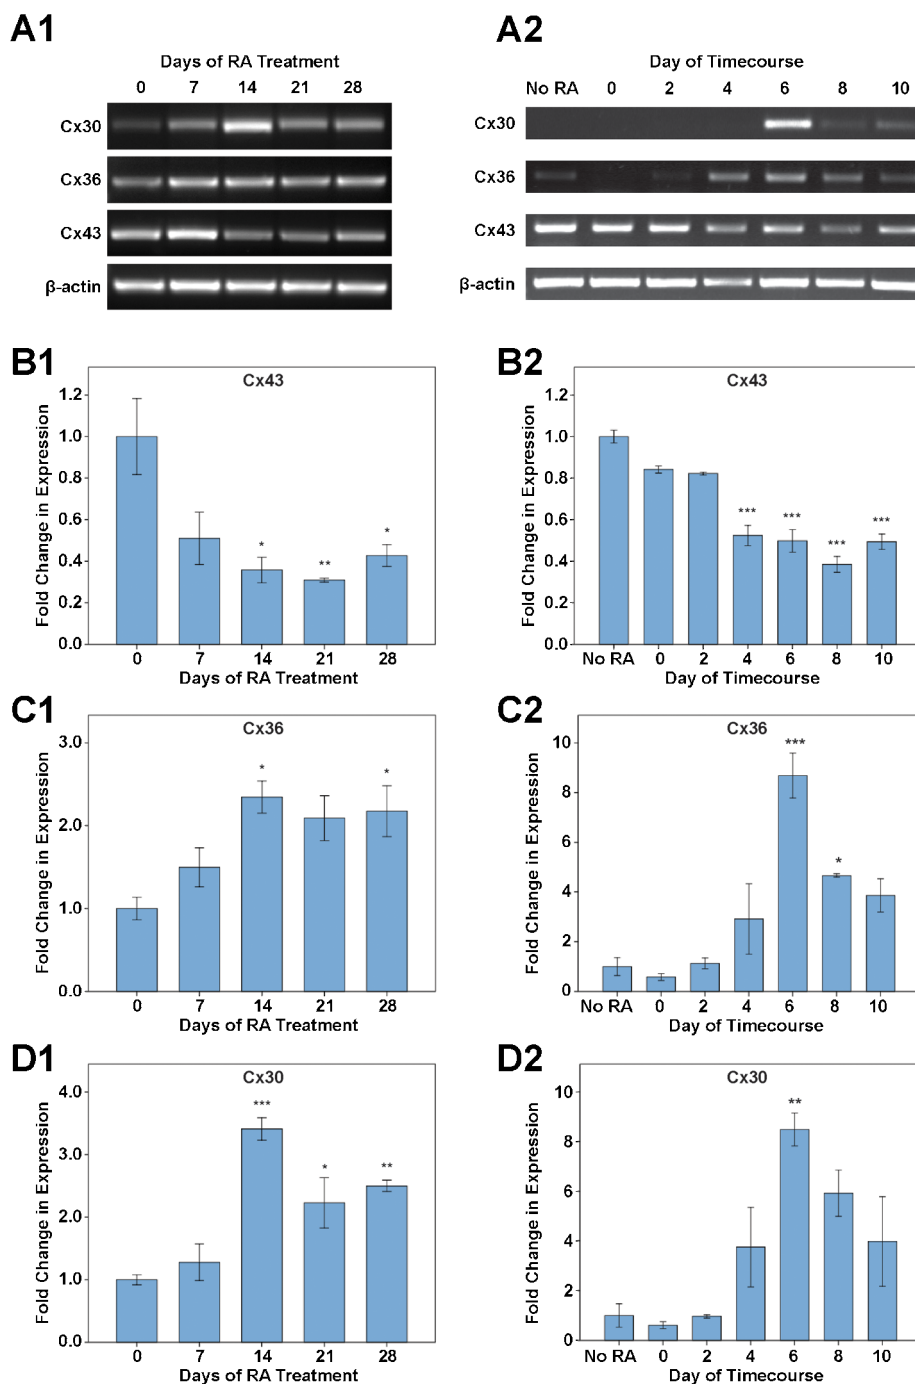 A1
Days of RA Treatment
0 7 14 21 28
Cx30
Cx36
Cx43
β-actin
A2
Day of Timecourse
No RA 0 2 4 6 8 10
Cx30
Cx36
Cx43
β-actin
B1
Cx43
Fold Change in Expression
1.2
1.0
0.8
0.6
0.4
0.2
0.0
* ** *
0 7 14 21 28
Days of RA Treatment
B2
Cx43
Fold Change in Expression
1.2
1.0
0.8
0.6
0.4
0.2
0.0
*** *** *** ***
No RA 0 2 4 6 8 10
Day of Timecourse
C1
Cx36
Fold Change in Expression
3.0
2.0
1.0
0.0
* *
0 7 14 21 28
Days of RA Treatment
C2
Cx36
Fold Change in Expression
10
8
6
4
2
0
*** *
No RA 0 2 4 6 8 10
Day of Timecourse
D1
Cx30
Fold Change in Expression
4.0
3.0
2.0
1.0
0.0
*** * **
0 7 14 21 28
Days of RA Treatment
D2
Cx30
Fold Change in Expression
10
8
6
4
2
0
**
No RA 0 2 4 6 8 10
Day of Timecourse